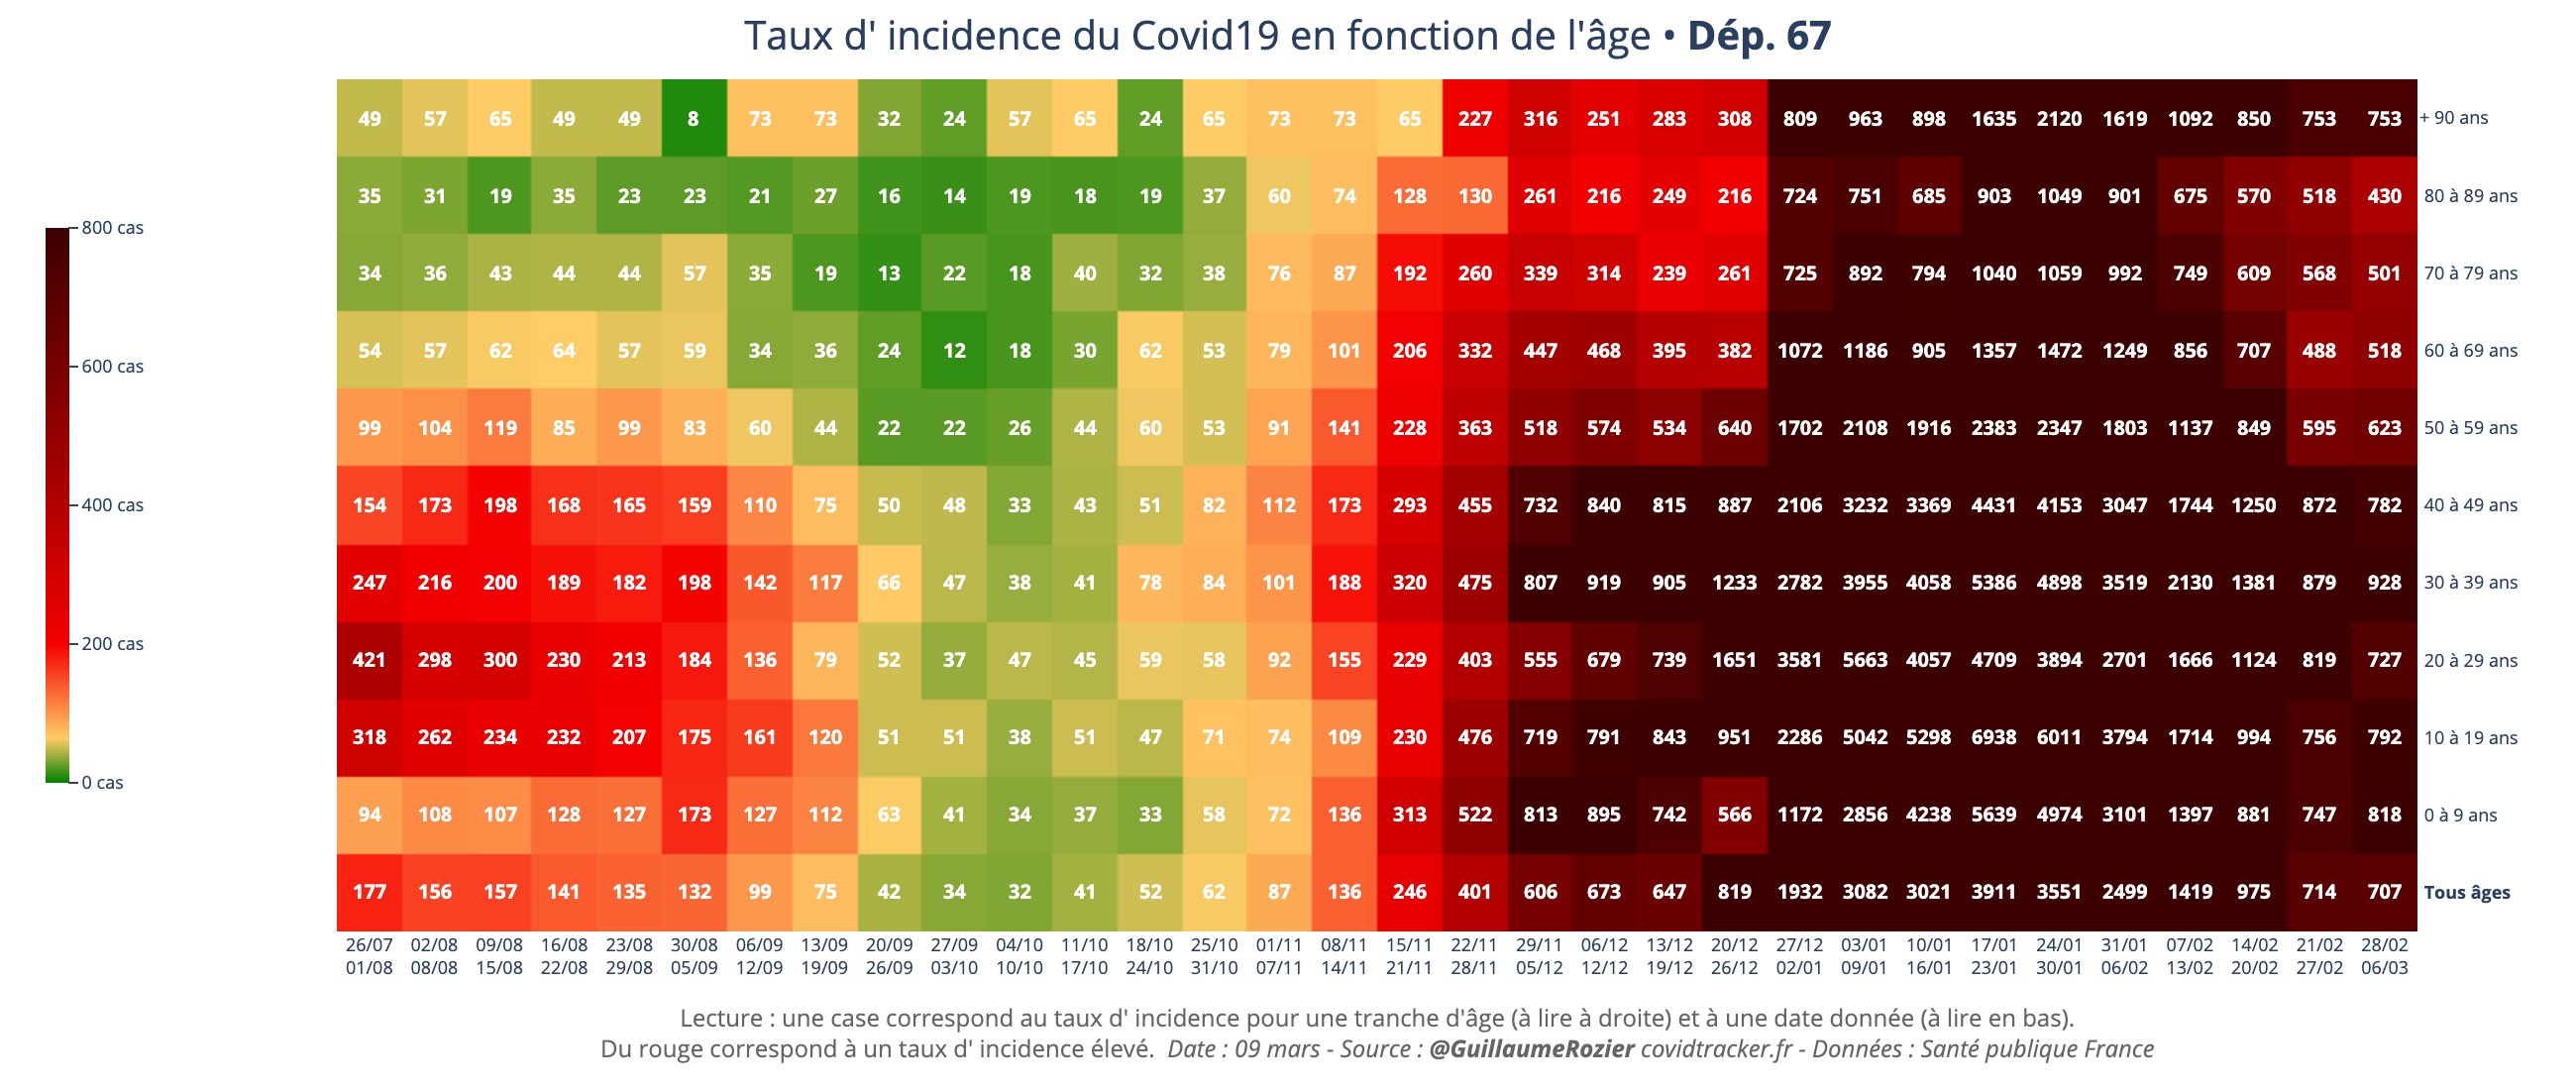 Taux d' incidence du Covid19 en fonction de l'âge • Dép. 67
49 57 65 49 49 8 73 73 32 24 57 65 24 65 73 73 65 227 316 251 283 308 809 963 898 1635 2120 1619 1092 850 753 753 + 90 ans
35 31 19 35 23 23 21 27 16 14 19 18 19 37 60 74 128 130 261 216 249 216 724 751 685 903 1049 901 675 570 518 430 80 à 89 ans
34 36 43 44 44 57 35 19 13 22 18 40 32 38 76 87 192 260 339 314 239 261 725 892 794 1040 1059 992 749 609 568 501 70 à 79 ans
54 57 62 64 57 59 34 36 24 12 18 30 62 53 79 101 206 332 447 468 395 382 1072 1186 905 1357 1472 1249 856 707 488 518 60 à 69 ans
99 104 119 85 99 83 60 44 22 22 26 44 60 53 91 141 228 363 518 574 534 640 1702 2108 1916 2383 2347 1803 1137 849 595 623 50 à 59 ans
154 173 198 168 165 159 110 75 50 48 33 43 51 82 112 173 293 455 732 840 815 887 2106 3232 3369 4431 4153 3047 1744 1250 872 782 40 à 49 ans
247 216 200 189 182 198 142 117 66 47 38 41 78 84 101 188 320 475 807 919 905 1233 2782 3955 4058 5386 4898 3519 2130 1381 879 928 30 à 39 ans
421 298 300 230 213 184 136 79 52 37 47 45 59 58 92 155 229 403 555 679 739 1651 3581 5663 4057 4709 3894 2701 1666 1124 819 727 20 à 29 ans
318 262 234 232 207 175 161 120 51 51 38 51 47 71 74 109 230 476 719 791 843 951 2286 5042 5298 6938 6011 3794 1714 994 756 792 10 à 19 ans
94 108 107 128 127 173 127 112 63 41 34 37 33 58 72 136 313 522 813 895 742 566 1172 2856 4238 5639 4974 3101 1397 881 747 818 0 à 9 ans
177 156 157 141 135 132 99 75 42 34 32 41 52 62 87 136 246 401 606 673 647 819 1932 3082 3021 3911 3551 2499 1419 975 714 707 Tous âges
26/07 02/08 09/08 16/08 23/08 30/08 06/09 13/09 20/09 27/09 04/10 11/10 18/10 25/10 01/11 08/11 15/11 22/11 29/11 06/12 13/12 20/12 27/12 03/01 10/01 17/01 24/01 31/01 07/02 14/02 21/02 28/02
01/08 08/08 15/08 22/08 29/08 05/09 12/09 19/09 26/09 03/10 10/10 17/10 24/10 31/10 07/11 14/11 21/11 28/11 05/12 12/12 19/12 26/12 02/01 09/01 16/01 23/01 30/01 06/02 13/02 20/02 27/02 06/03
800 cas
600 cas
400 cas
200 cas
0 cas
Lecture : une case correspond au taux d' incidence pour une tranche d'âge (à lire à droite) et à une date donnée (à lire en bas).
Du rouge correspond à un taux d' incidence élevé. Date : 09 mars - Source : @GuillaumeRozier covidtracker.fr - Données : Santé publique France